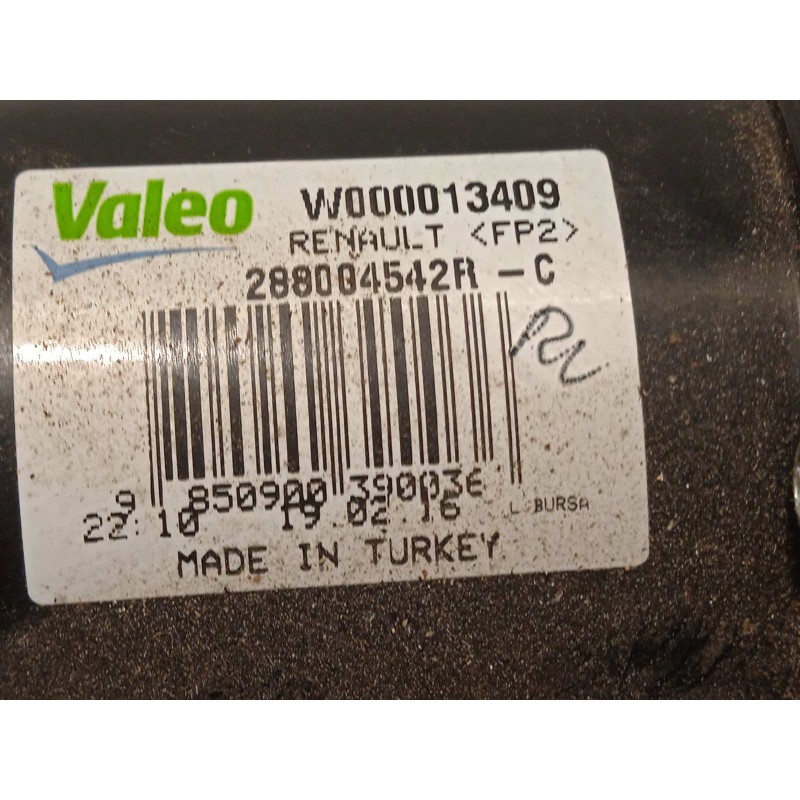 Valeo W000013409
RENAULT <FP2>
288004542R - C
9 850900 390036
22:10 19.02.16 L.BURSA
MADE IN TURKEY